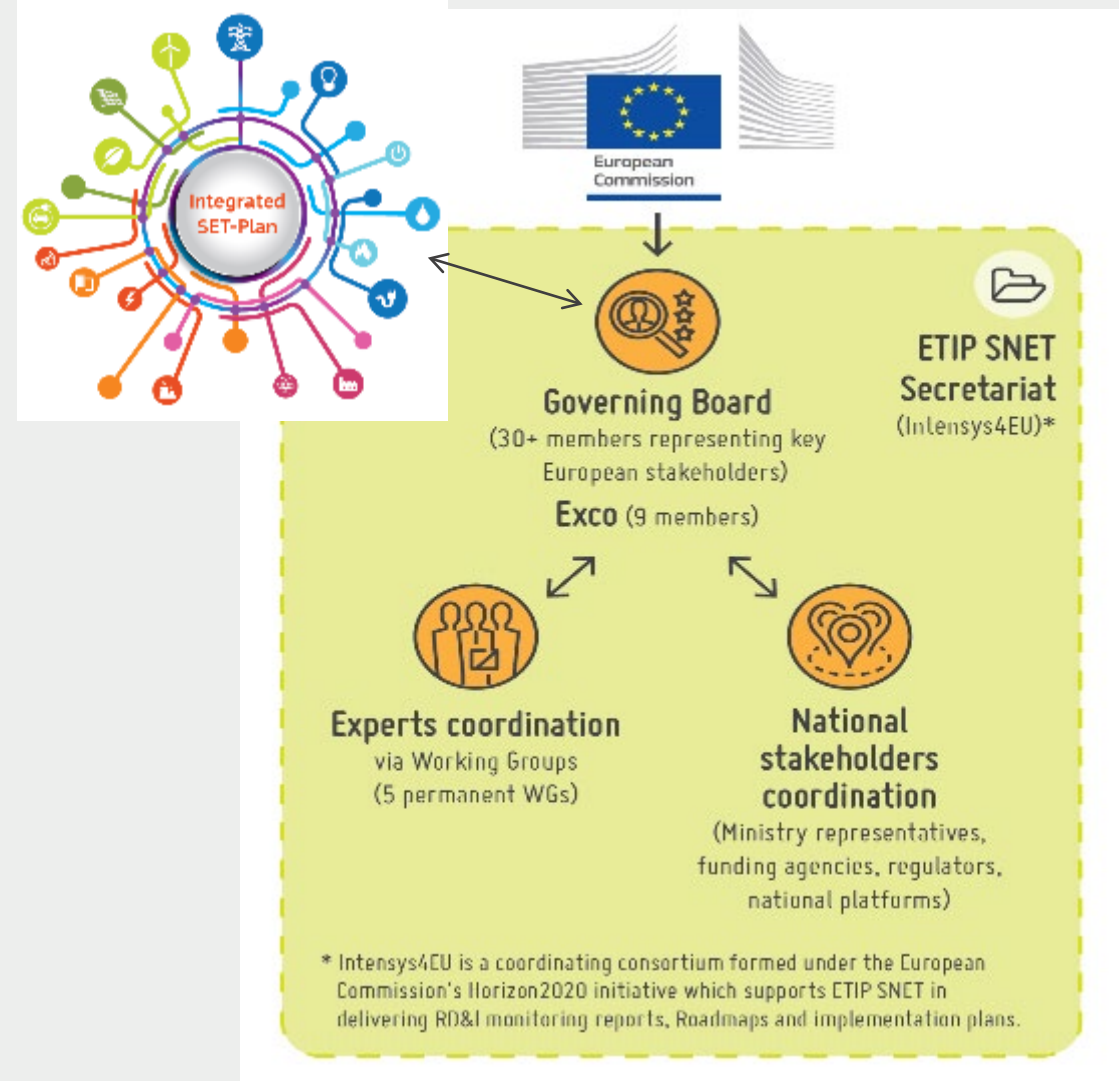 Integrated
SET-Plan
European
Commission
ETIP SNET
Secretariat
(Intensys4EU)*
Governing Board
(30+ members representing key
European stakeholders)
Exco (9 members)
Experts coordination
via Working Groups
(5 permanent WGs)
National
stakeholders
coordination
(Ministry representatives,
funding agencies, regulators,
national platforms)
* Intensys4EU is a coordinating consortium formed under the European
Commission's Horizon2020 initiative which supports ETIP SNET in
delivering RD&I monitoring reports, Roadmaps and implementation plans.